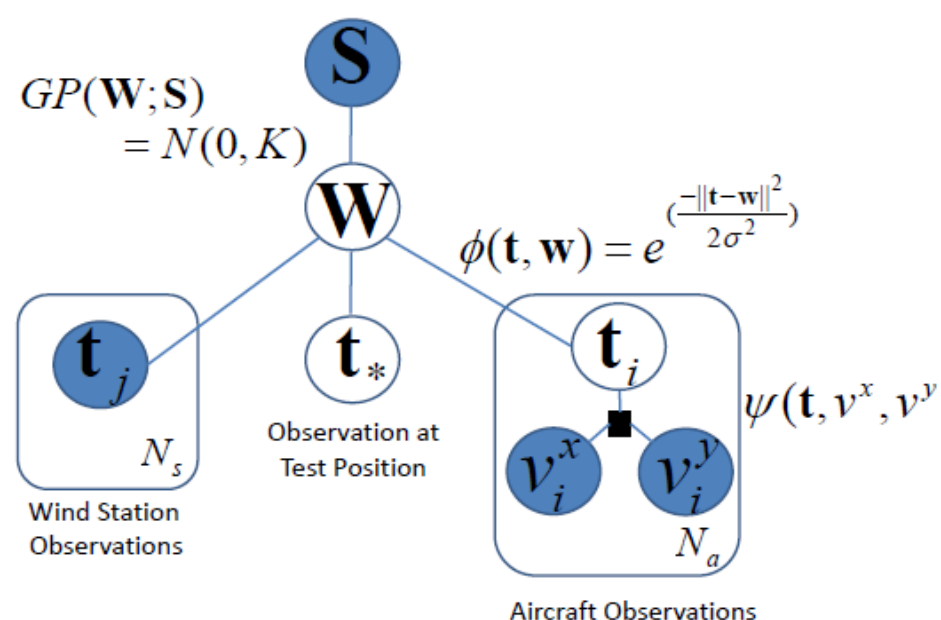 S
GP(W;S)
= N(0, K)
W
ϕ(t, w) = e^(−||t−w||²/2σ²)
t_j
t_*
t_i
ψ(t, v^x, v^y
Observation at
Test Position
N_s
v_i^x
v_i^y
Wind Station
Observations
N_a
Aircraft Observations